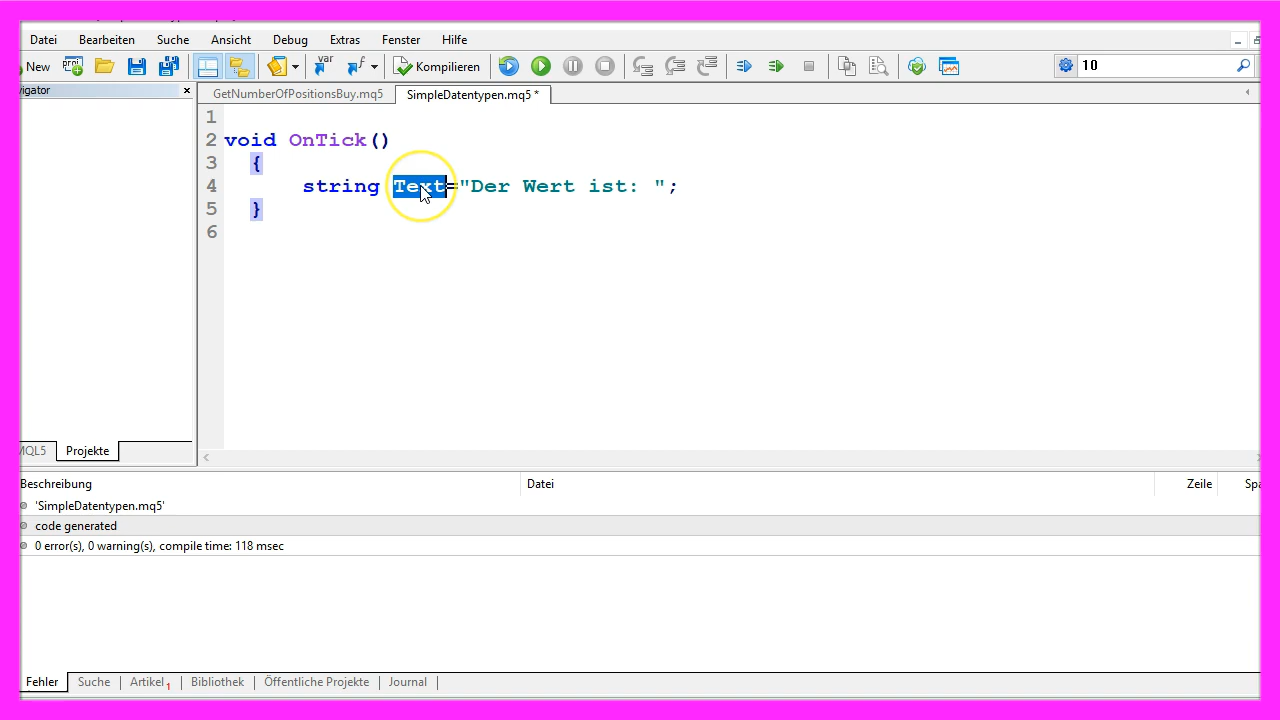 Datei Bearbeiten Suche Ansicht Debug Extras Fenster Hilfe
New Kompilieren 10
vigator GetNumberOfPositionsBuy.mq5 SimpleDatentypen.mq5 *
1
2 void OnTick()
3 {
4 string Text="Der Wert ist: ";
5 }
6
MQL5 Projekte
Beschreibung Datei Zeile Spa
'SimpleDatentypen.mq5'
code generated
0 error(s), 0 warning(s), compile time: 118 msec
Fehler Suche Artikel 1 Bibliothek Öffentliche Projekte Journal